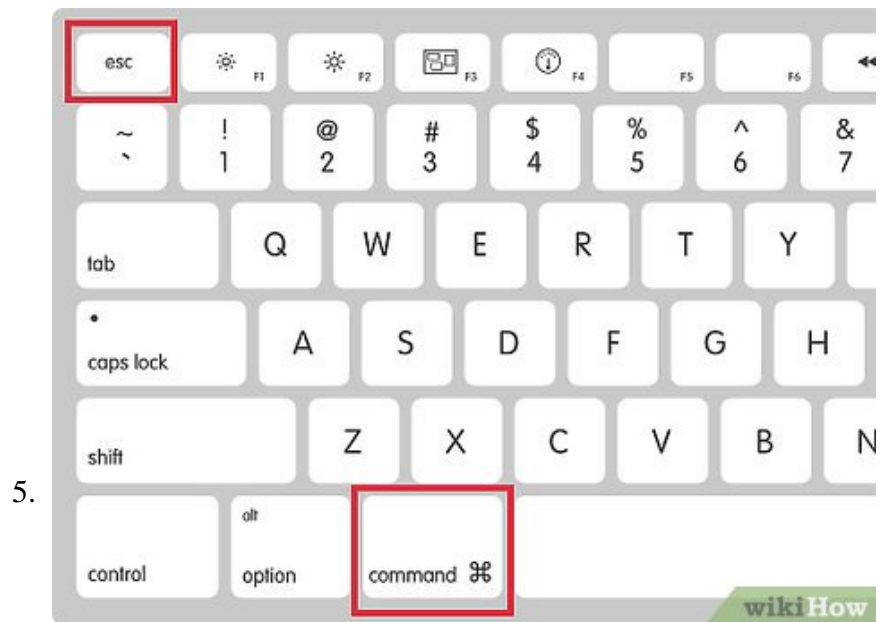 esc F1 F2 F3 F4 F5 F6
~ ! @ # $ % ^ &
` 1 2 3 4 5 6 7
tab Q W E R T Y
caps lock A S D F G H
shift Z X C V B N
5.
alt
control option command ⌘
wikiHow